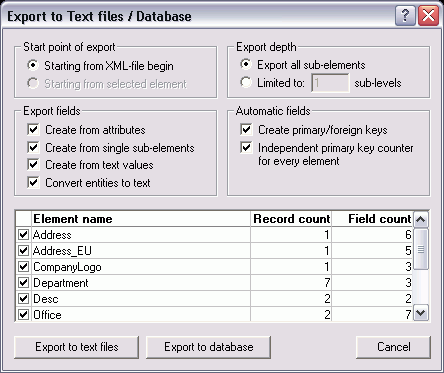 Export to Text files / Database
?
Start point of export
Starting from XML-file begin
Starting from selected element
Export depth
Export all sub-elements
Limited to: 1 sub-levels
Export fields
Create from attributes
Create from single sub-elements
Create from text values
Convert entities to text
Automatic fields
Create primary/foreign keys
Independent primary key counter
for every element
Element name Record count Field count
Address 1 6
Address_EU 1 5
CompanyLogo 1 3
Department 7 3
Desc 2 2
Office 2 7
Export to text files Export to database Cancel